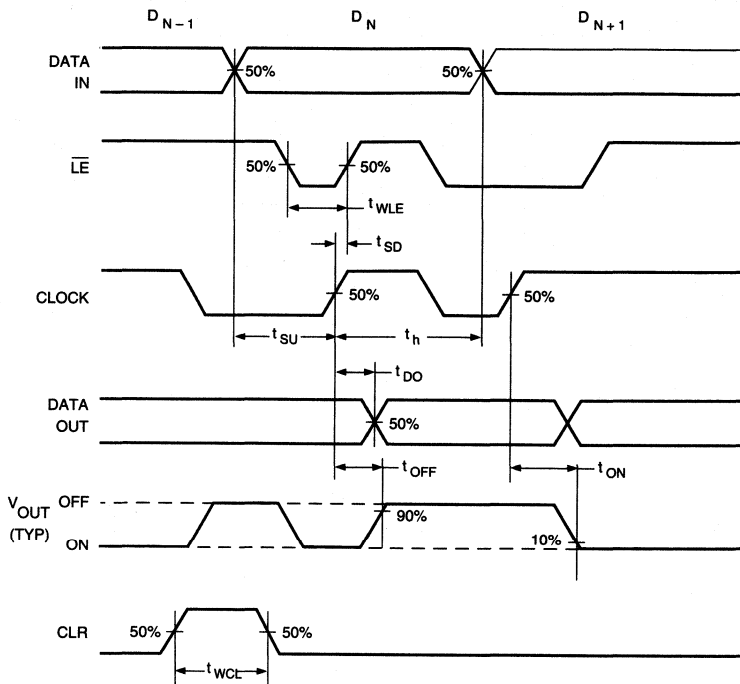 D N–1 D N D N+1
DATA IN 50% 50%
LE 50% 50%
t WLE
t SD
CLOCK 50% 50%
t SU t h
t DO
DATA OUT 50%
t OFF t ON
V OUT (TYP) OFF
90%
ON 10%
CLR 50% 50%
t WCL